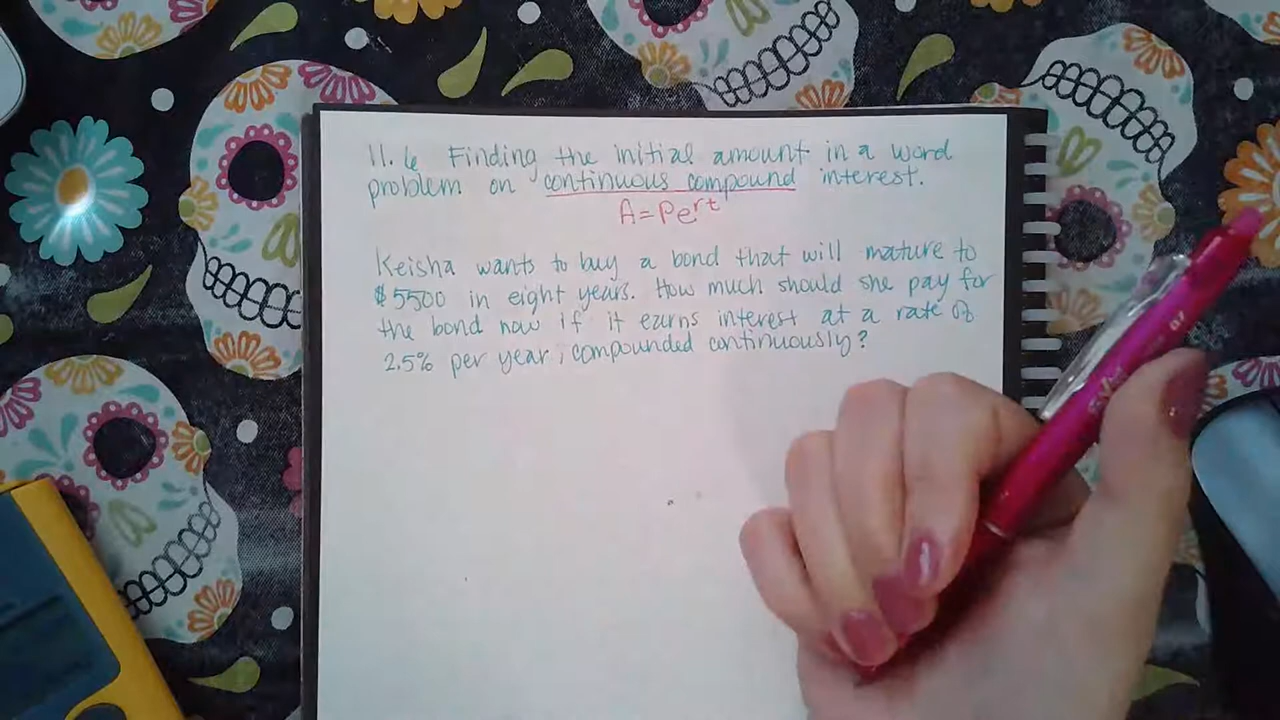 11.6 Finding the initial amount in a word
problem on continuous compound interest.
A=Pe^rt
Keisha wants to buy a bond that will mature to
$5500 in eight years. How much should she pay for
the bond now if it earns interest at a rate of
2.5% per year, compounded continuously?